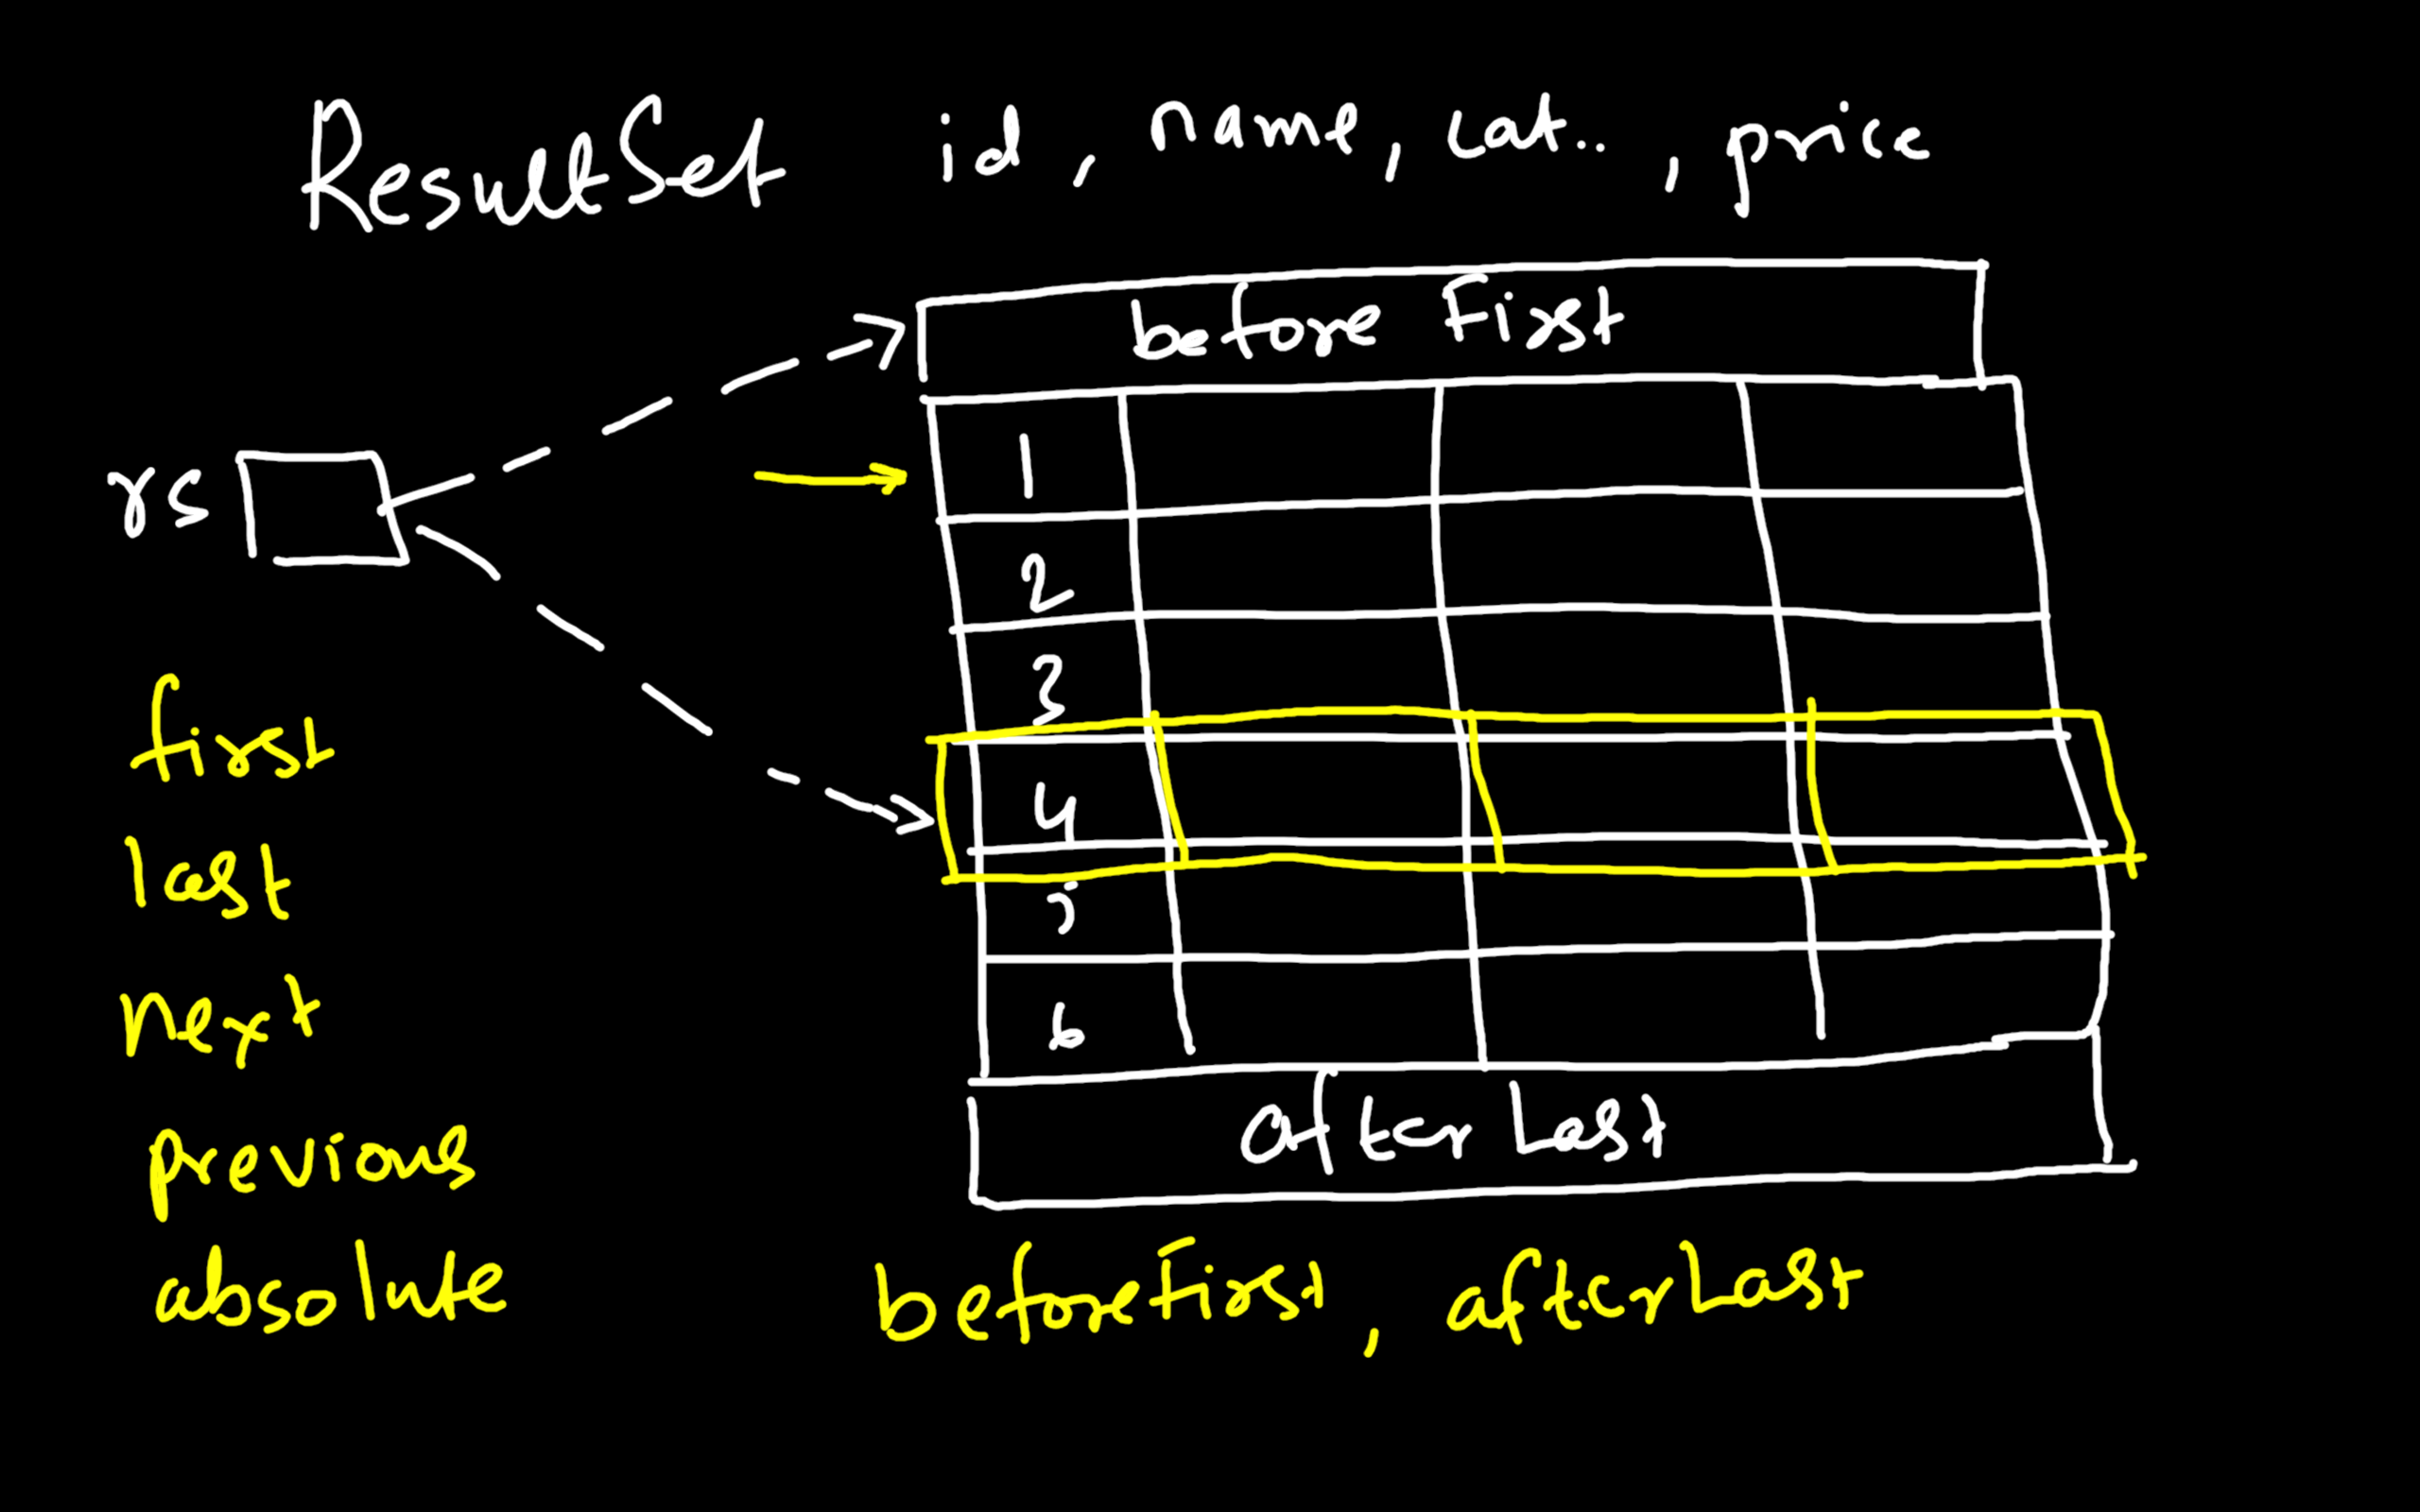 ResultSet id, name, cat.. , price
before First
1
rs
2
3
first
4
last
5
next
6
previous
after Last
absolute
beforeFirst, afterLast